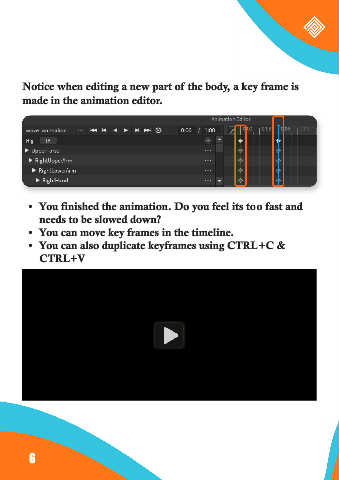 Notice when editing a new part of the body, a key frame is
made in the animation editor.
Animation Editor
0:00 / 1:00
Rig
UpperTorso
RightUpperArm
RightLowerArm
RightHand
• You finished the animation. Do you feel its too fast and
needs to be slowed down?
• You can move key frames in the timeline.
• You can also duplicate keyframes using CTRL+C &
CTRL+V
6